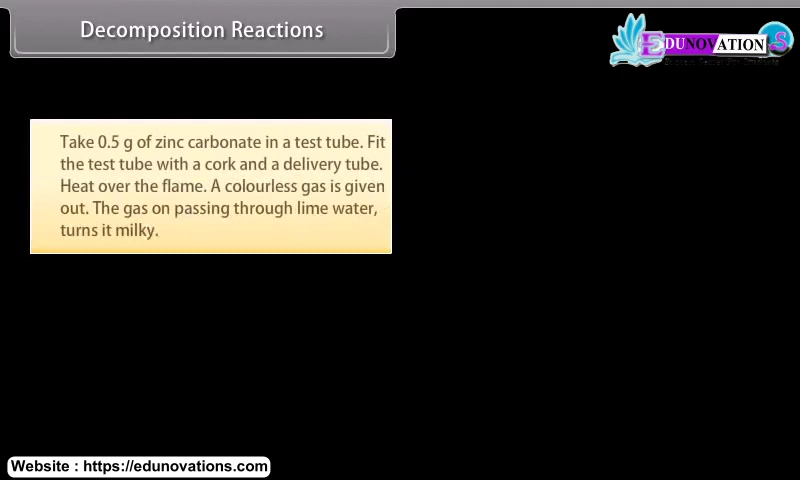 Decomposition Reactions
EDUNOVATION.S
Take 0.5 g of zinc carbonate in a test tube. Fit
the test tube with a cork and a delivery tube.
Heat over the flame. A colourless gas is given
out. The gas on passing through lime water,
turns it milky.
Website : https://edunovations.com